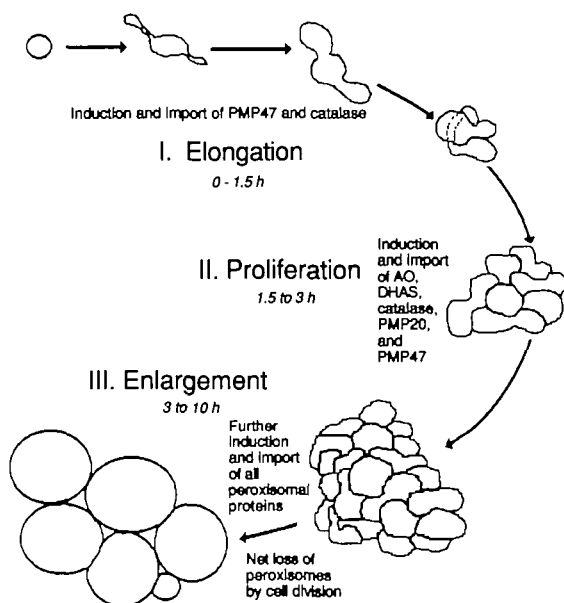 Induction and Import of PMP47 and catalase
I. Elongation
0 - 1.5 h
II. Proliferation
1.5 to 3 h
Induction
and Import
of AO,
DHAS,
catalase,
PMP20,
and
PMP47
III. Enlargement
3 to 10 h
Further
Induction
and Import
of all
peroxisomal
proteins
Net loss of
peroxisomes
by cell division